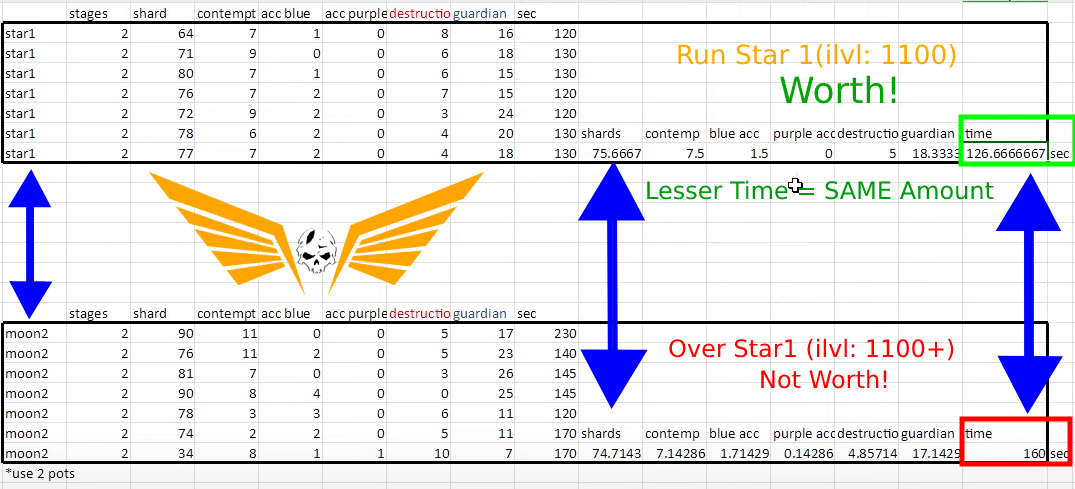 stages shard contempt acc blue acc purple destructio guardian sec
star1 2 64 7 1 0 8 16 120
star1 2 71 9 0 0 6 18 130
star1 2 80 7 1 0 6 15 130
star1 2 76 7 2 0 7 15 120
star1 2 72 9 2 0 3 24 120
star1 2 78 6 2 0 4 20 130 shards contemp blue acc purple acc destructio guardian time
star1 2 77 7 2 0 4 18 130 75.6667 7.5 1.5 0 5 18.3333 126.6666667 sec
Run Star 1(ilvl: 1100)
Worth!
Lesser Time = SAME Amount
stages shard contempt acc blue acc purple destructio guardian sec
moon2 2 90 11 0 0 5 17 230
moon2 2 76 11 2 0 5 23 140
moon2 2 81 7 0 0 3 26 145
moon2 2 90 8 4 0 0 25 145
moon2 2 78 3 3 0 6 11 120
moon2 2 74 2 2 0 5 11 170 shards contemp blue acc purple acc destructio guardian time
moon2 2 34 8 1 1 10 7 170 74.7143 7.14286 1.71429 0.14286 4.85714 17.1429 160 sec
Over Star1 (ilvl: 1100+)
Not Worth!
*use 2 pots